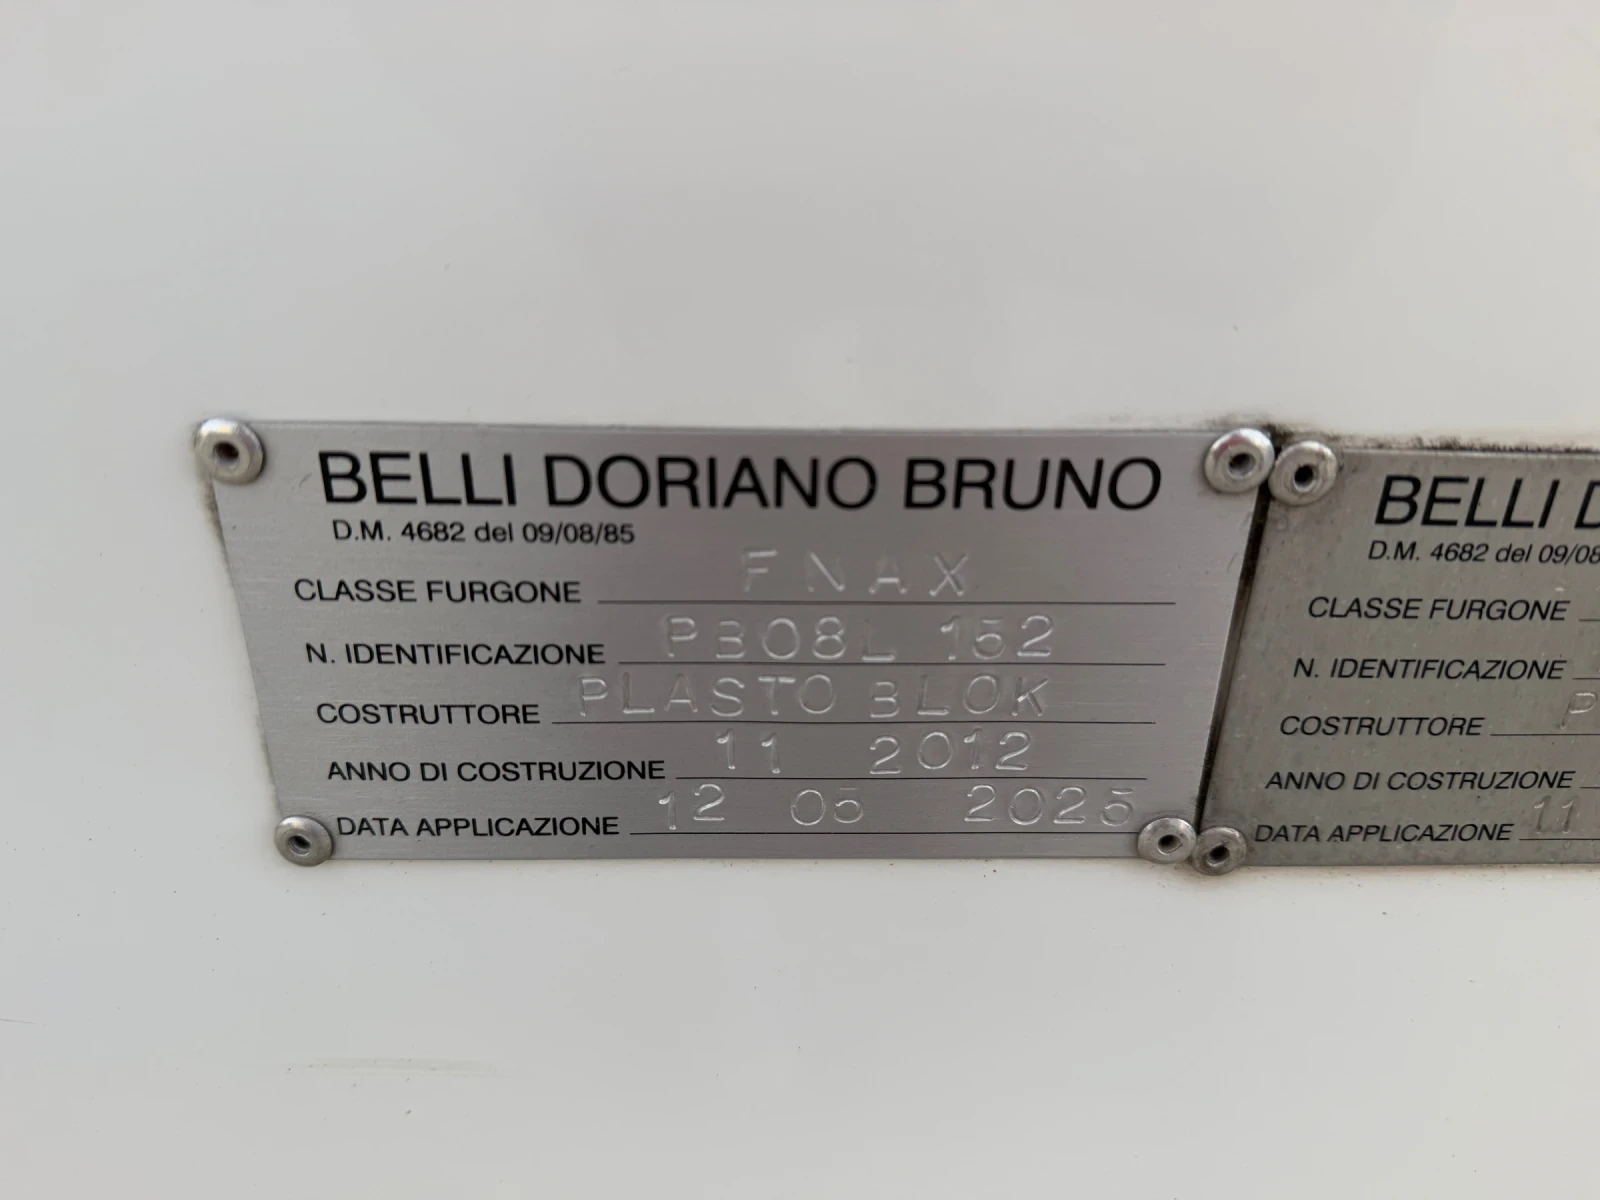 BELLI DORIANO BRUNO
D.M. 4682 del 09/08/85
CLASSE FURGONE FNAX
N. IDENTIFICAZIONE PB08L 152
COSTRUTTORE PLASTO BLOK
ANNO DI COSTRUZIONE 11 2012
DATA APPLICAZIONE 12 05 2025
BELLI D
D.M. 4682 del 09/08
CLASSE FURGONE
N. IDENTIFICAZIONE
COSTRUTTORE P
ANNO DI COSTRUZIONE
DATA APPLICAZIONE 11